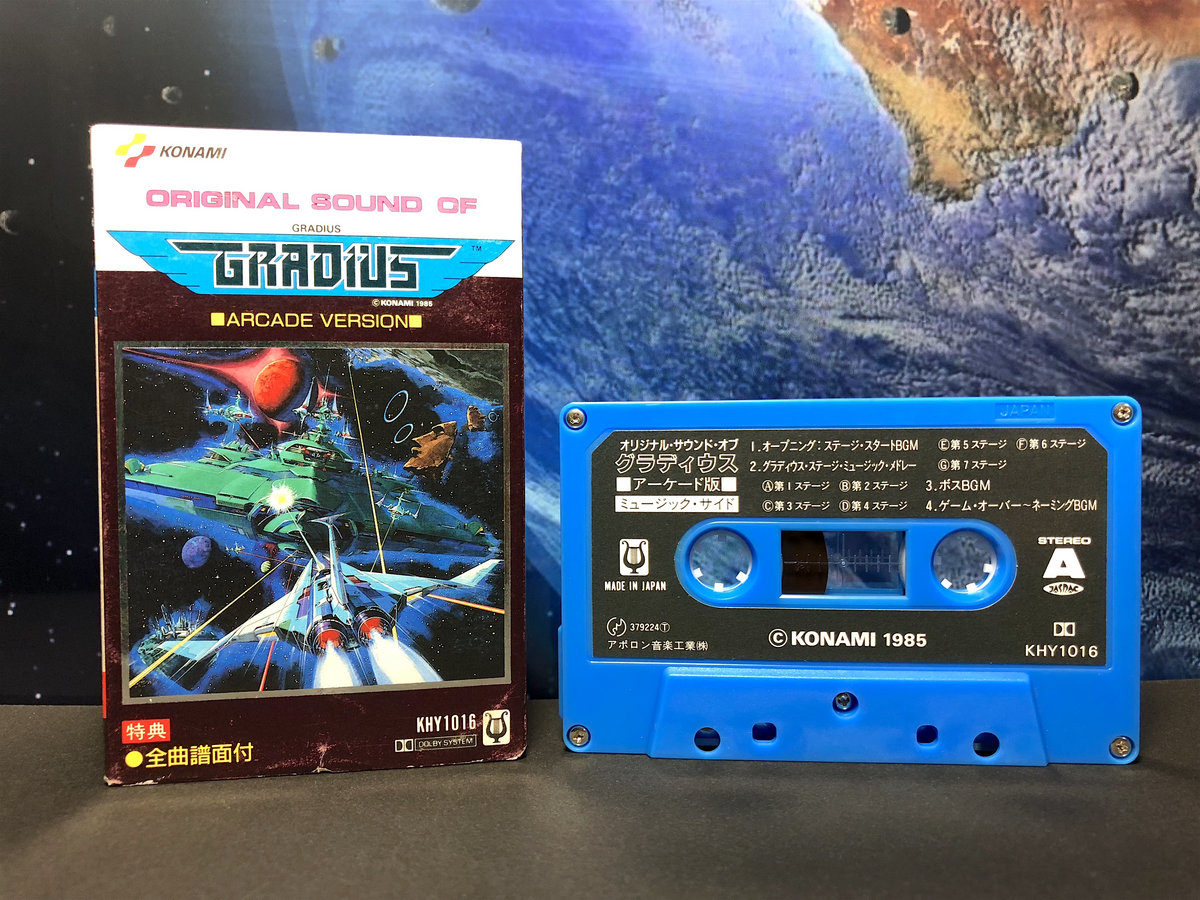 KONAMI
ORIGINAL SOUND OF
GRADIUS
GRADIUS™
©KONAMI 1985
■ARCADE VERSION■
特典
●全曲譜面付
KHY1016
DOLBY SYSTEM
JAPAN
オリジナル・サウンド・オブ
グラディウス
■アーケード版■
ミュージック・サイド
1.オープニング:ステージ・スタートBGM
2.グラディウス・ステージ・ミュージック・メドレー
Ⓐ第1ステージ Ⓑ第2ステージ
Ⓒ第3ステージ Ⓓ第4ステージ
Ⓔ第5ステージ Ⓕ第6ステージ
Ⓖ第7ステージ
3.ボスBGM
4.ゲーム・オーバー~ネーミングBGM
MADE IN JAPAN
STEREO
A
JASRAC
379224Ⓣ
アポロン音楽工業㈱
©KONAMI 1985
KHY1016